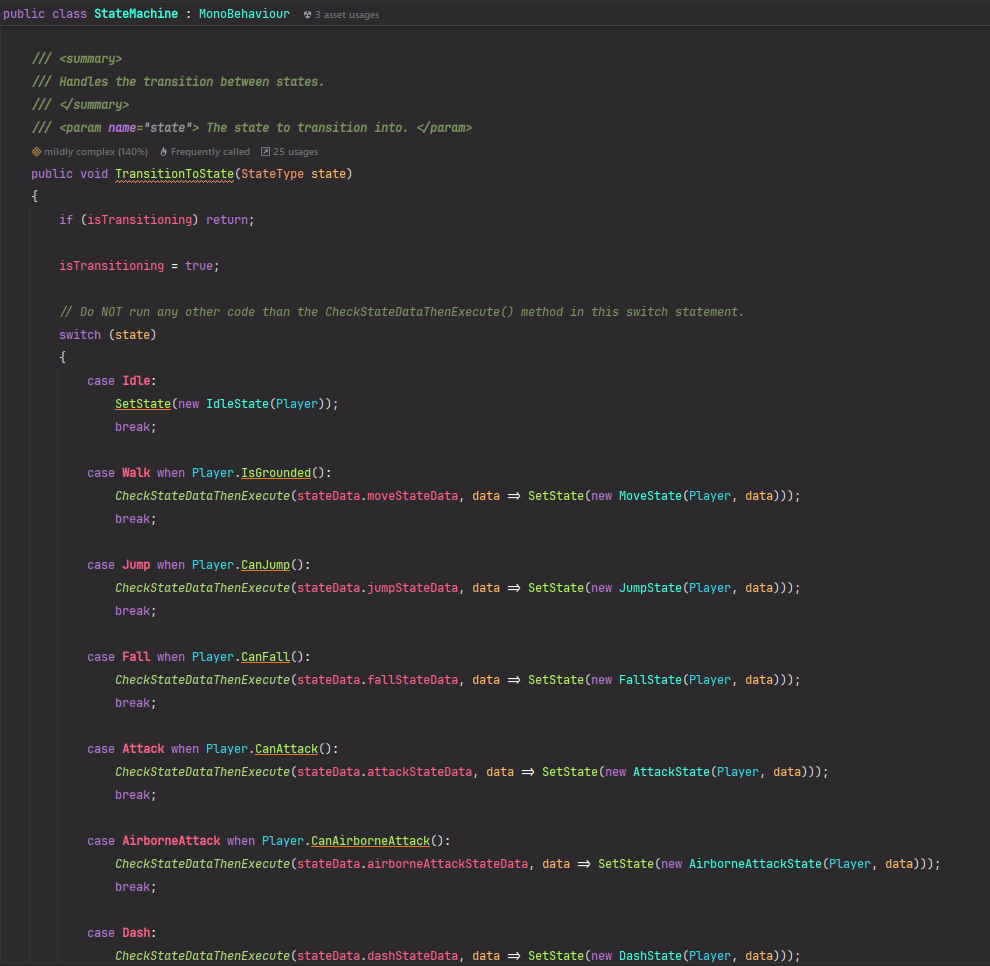 public class StateMachine : MonoBehaviour 3 asset usages
/// <summary>
/// Handles the transition between states.
/// </summary>
/// <param name="state"> The state to transition into. </param>
mildly complex (140%) Frequently called 25 usages
public void TransitionToState(StateType state)
{
if (isTransitioning) return;
isTransitioning = true;
// Do NOT run any other code than the CheckStateDataThenExecute() method in this switch statement.
switch (state)
{
case Idle:
SetState(new IdleState(Player));
break;
case Walk when Player.IsGrounded():
CheckStateDataThenExecute(stateData.moveStateData, data => SetState(new MoveState(Player, data)));
break;
case Jump when Player.CanJump():
CheckStateDataThenExecute(stateData.jumpStateData, data => SetState(new JumpState(Player, data)));
break;
case Fall when Player.CanFall():
CheckStateDataThenExecute(stateData.fallStateData, data => SetState(new FallState(Player, data)));
break;
case Attack when Player.CanAttack():
CheckStateDataThenExecute(stateData.attackStateData, data => SetState(new AttackState(Player, data)));
break;
case AirborneAttack when Player.CanAirborneAttack():
CheckStateDataThenExecute(stateData.airborneAttackStateData, data => SetState(new AirborneAttackState(Player, data)));
break;
case Dash:
CheckStateDataThenExecute(stateData.dashStateData, data => SetState(new DashState(Player, data)));